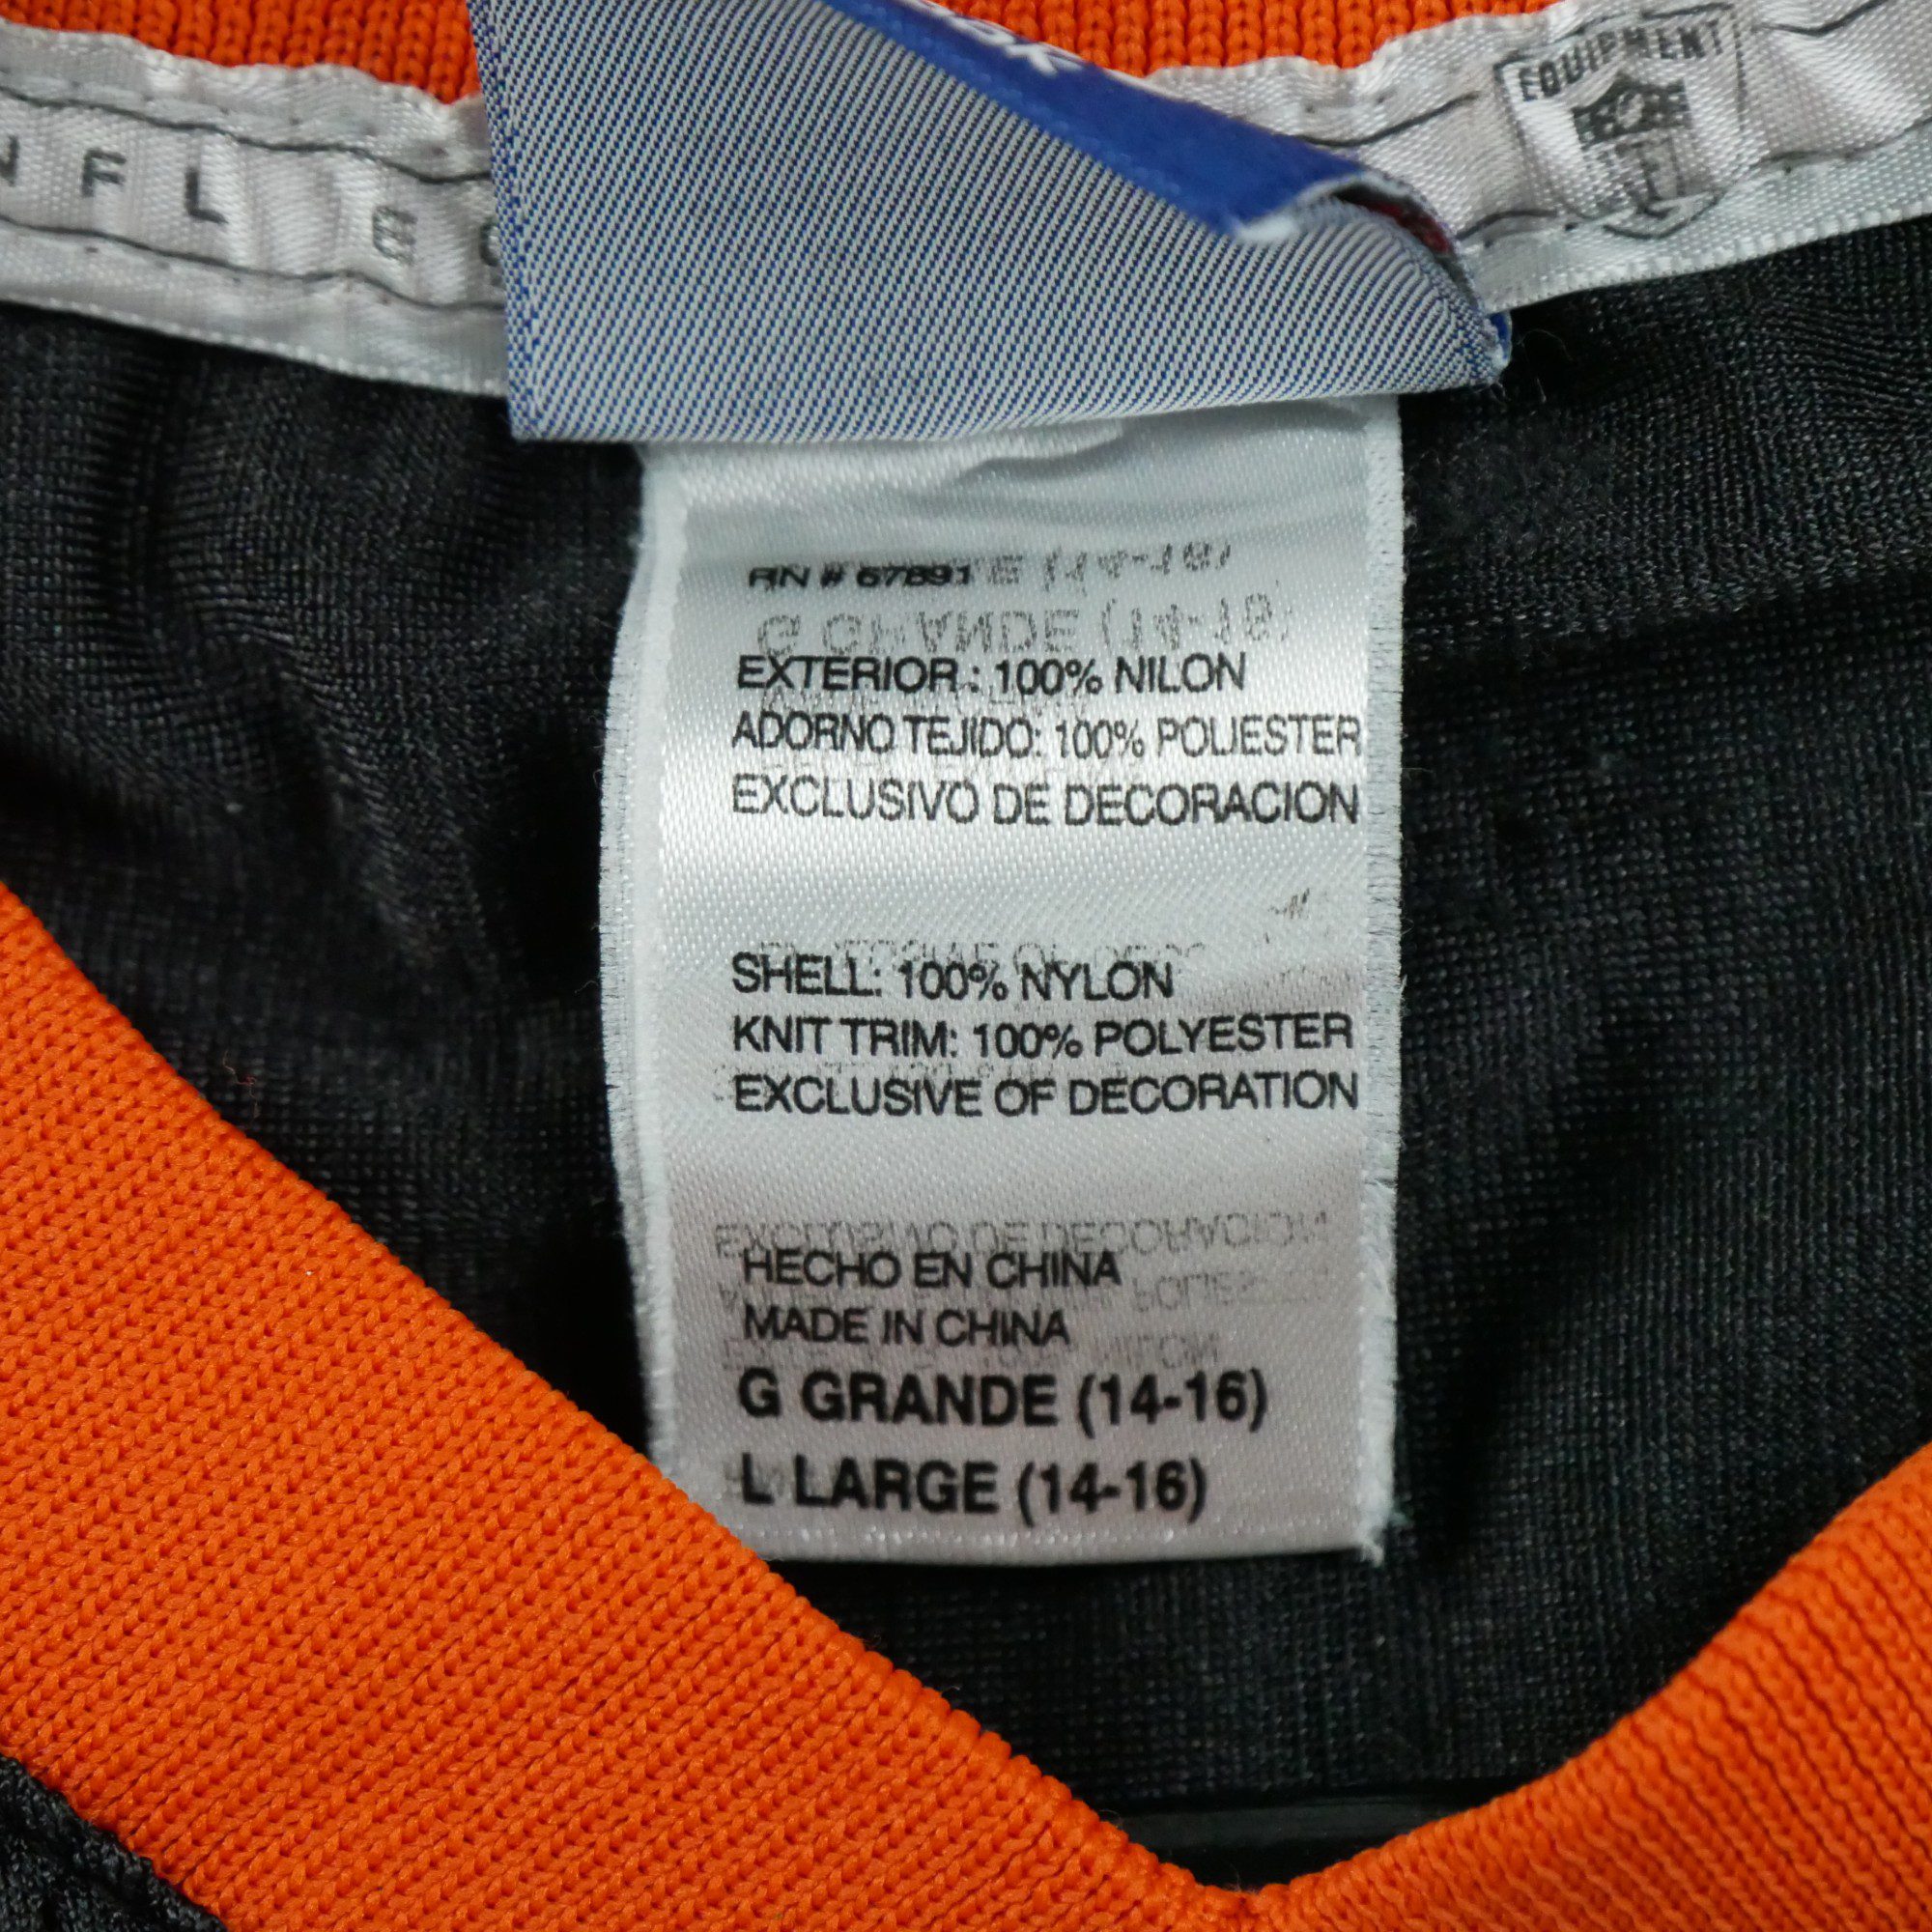 EQUIPMENT
NFL
RN # 67891
EXTERIOR : 100% NILON
ADORNO TEJIDO: 100% POLIESTER
EXCLUSIVO DE DECORACION
SHELL: 100% NYLON
KNIT TRIM: 100% POLYESTER
EXCLUSIVE OF DECORATION
HECHO EN CHINA
MADE IN CHINA
G GRANDE (14-16)
L LARGE (14-16)